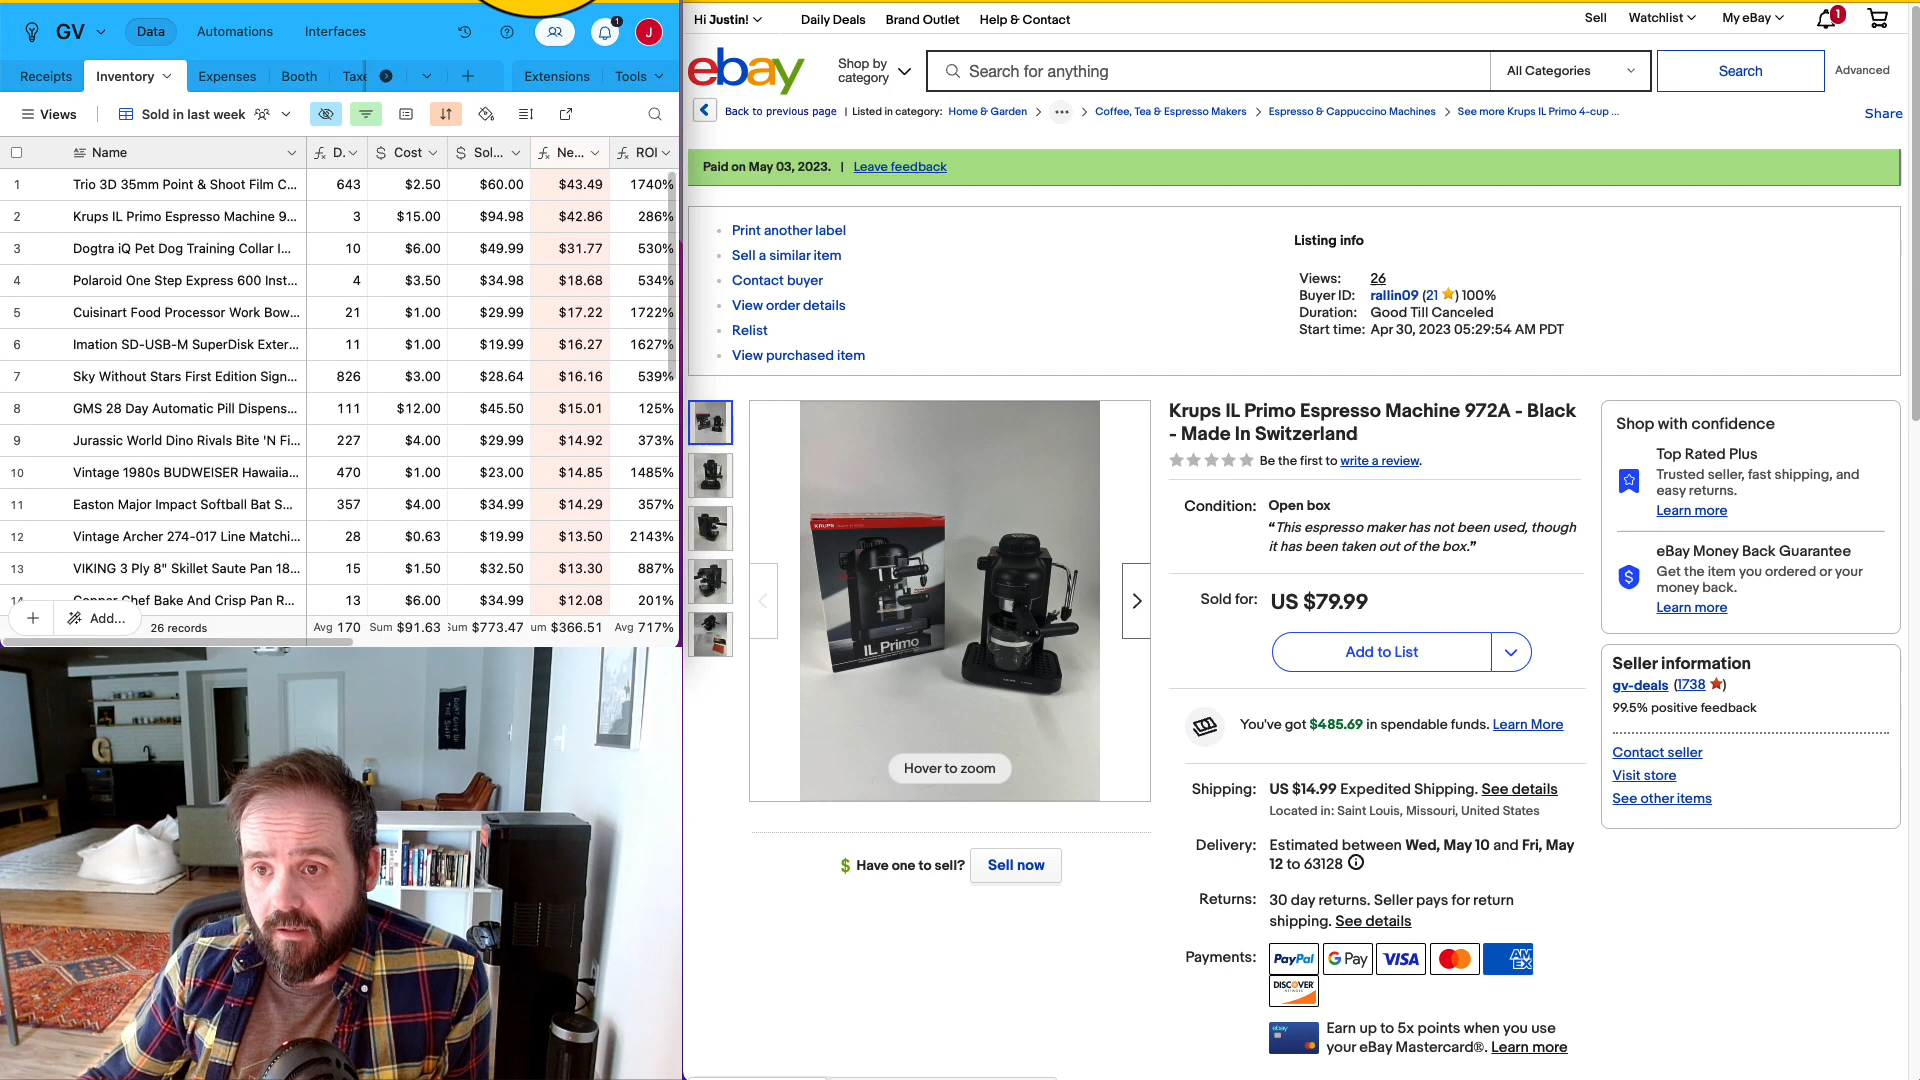 GV
Data
Automations
Interfaces
1
J
Receipts
Inventory
Expenses
Booth
Taxe
Extensions
Tools
Views
Sold in last week
Name
D.
Cost
Sol...
Ne...
ROI
1 Trio 3D 35mm Point & Shoot Film C... 643 $2.50 $60.00 $43.49 1740%
2 Krups IL Primo Espresso Machine 9... 3 $15.00 $94.98 $42.86 286%
3 Dogtra iQ Pet Dog Training Collar I... 10 $6.00 $49.99 $31.77 530%
4 Polaroid One Step Express 600 Inst... 4 $3.50 $34.98 $18.68 534%
5 Cuisinart Food Processor Work Bow... 21 $1.00 $29.99 $17.22 1722%
6 Imation SD-USB-M SuperDisk Exter... 11 $1.00 $19.99 $16.27 1627%
7 Sky Without Stars First Edition Sign... 826 $3.00 $28.64 $16.16 539%
8 GMS 28 Day Automatic Pill Dispens... 111 $12.00 $45.50 $15.01 125%
9 Jurassic World Dino Rivals Bite 'N Fi... 227 $4.00 $29.99 $14.92 373%
10 Vintage 1980s BUDWEISER Hawaiia... 470 $1.00 $23.00 $14.85 1485%
11 Easton Major Impact Softball Bat S... 357 $4.00 $34.99 $14.29 357%
12 Vintage Archer 274-017 Line Matchi... 28 $0.63 $19.99 $13.50 2143%
13 VIKING 3 Ply 8" Skillet Saute Pan 18... 15 $1.50 $32.50 $13.30 887%
14 Copper Chef Bake And Crisp Pan R... 13 $6.00 $34.99 $12.08 201%
Add...
26 records
Avg 170 Sum $91.63 Sum $773.47 um $366.51 Avg 717%
DON'T GIVE UP
THE SHIP
G
Hi Justin!
Daily Deals
Brand Outlet
Help & Contact
Sell
Watchlist
My eBay
1
ebay
Shop by
category
Search for anything
All Categories
Search
Advanced
Back to previous page | Listed in category: Home & Garden > ... > Coffee, Tea & Espresso Makers > Espresso & Cappuccino Machines > See more Krups IL Primo 4-cup ...
Share
Paid on May 03, 2023. | Leave feedback
Print another label
Sell a similar item
Contact buyer
View order details
Relist
View purchased item
Listing info
Views: 26
Buyer ID: rallin09 (21 ) 100%
Duration: Good Till Canceled
Start time: Apr 30, 2023 05:29:54 AM PDT
KRUPS
IL Primo
Hover to zoom
$ Have one to sell? Sell now
Krups IL Primo Espresso Machine 972A - Black
- Made In Switzerland
Be the first to write a review.
Condition: Open box
"This espresso maker has not been used, though
it has been taken out of the box."
Sold for: US $79.99
Add to List
You've got $485.69 in spendable funds. Learn More
Shipping: US $14.99 Expedited Shipping. See details
Located in: Saint Louis, Missouri, United States
Delivery: Estimated between Wed, May 10 and Fri, May
12 to 63128
Returns: 30 day returns. Seller pays for return
shipping. See details
Payments:
PayPal
G Pay
VISA
AM
EX
DISCOVER
ebay
Earn up to 5x points when you use
your eBay Mastercard®. Learn more
Shop with confidence
Top Rated Plus
Trusted seller, fast shipping, and
easy returns.
Learn more
eBay Money Back Guarantee
Get the item you ordered or your
money back.
Learn more
Seller information
gv-deals (1738 )
99.5% positive feedback
Contact seller
Visit store
See other items